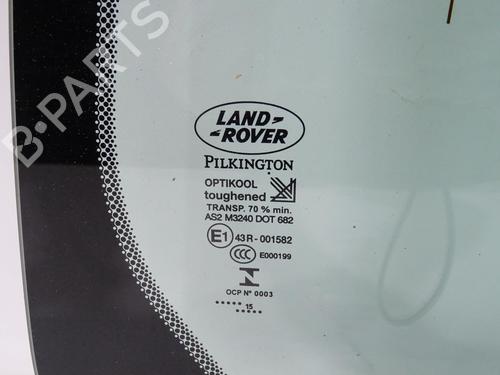 B-PARTS
LAND-
-ROVER
PILKINGTON
OPTIKOOL
toughened
TRANSP. 70 % min.
AS2 M3240 DOT 682
E1 43R-001582
CCC E000199
OCP Nº 0003
...... 15 .....